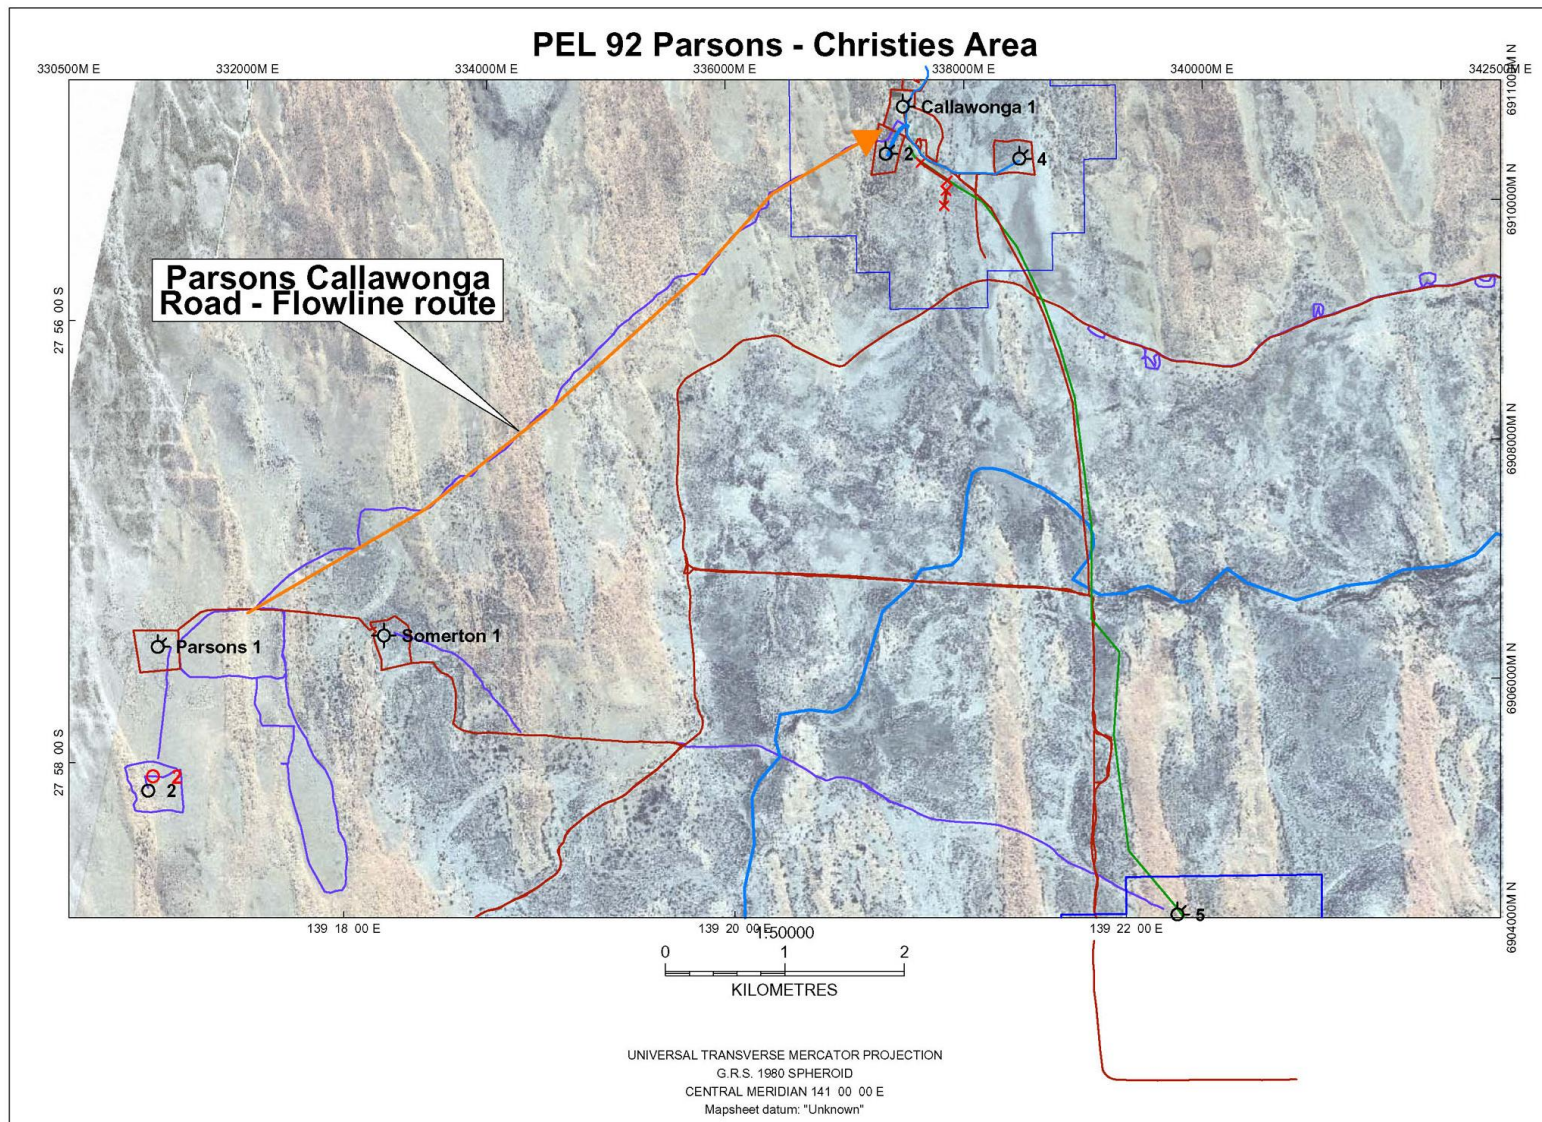 PEL 92 Parsons - Christies Area
330500M E
332000M E
334000M E
336000M E
338000M E
340000M E
342500M E
6911000M N
Callawonga 1
2
4
6910000M N
Parsons Callawonga
Road - Flowline route
27 56 00 S
6908000M N
Parsons 1
Somerton 1
6906000M N
27 58 00 S
2
2
5
6904000M N
139 18 00 E
139 20 00 E
139 22 00 E
1:50000
0 1 2
KILOMETRES
UNIVERSAL TRANSVERSE MERCATOR PROJECTION
G.R.S. 1980 SPHEROID
CENTRAL MERIDIAN 141 00 00 E
Mapsheet datum: "Unknown"